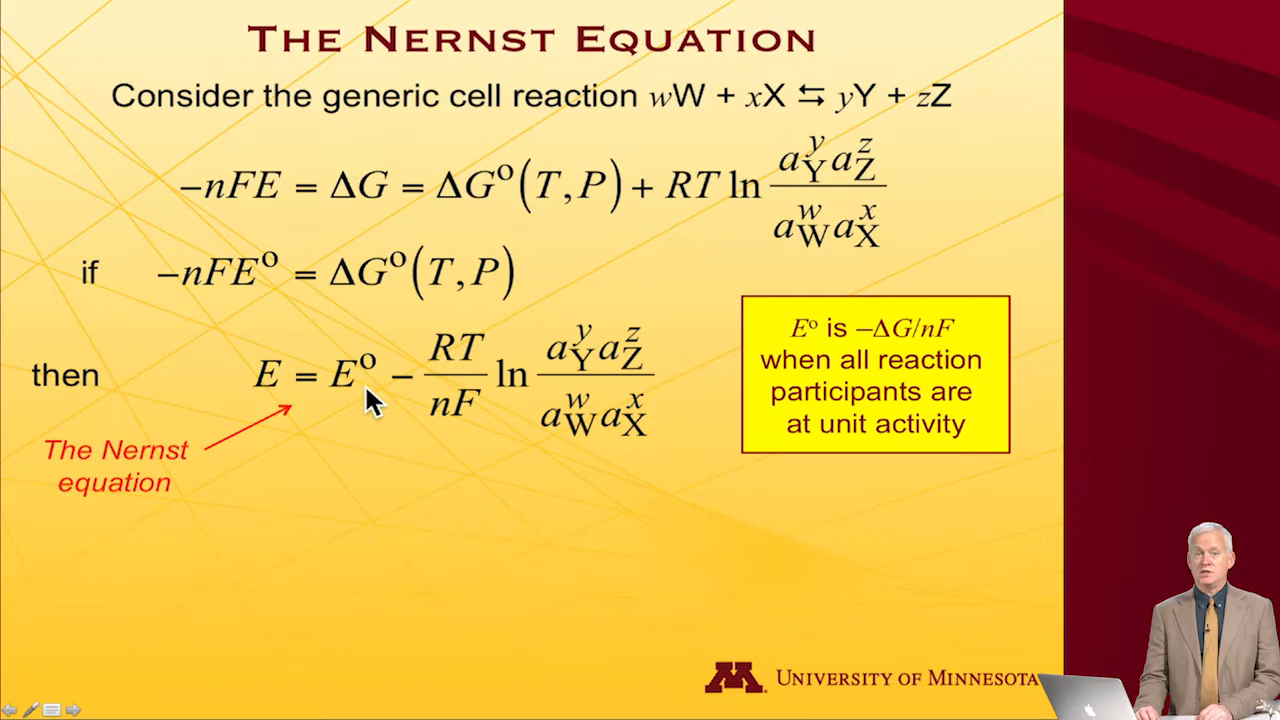 THE NERNST EQUATION
Consider the generic cell reaction wW + xX ⇆ yY + zZ
−nFE = ΔG = ΔG°(T,P) + RT ln (a_Y^y a_Z^z)/(a_W^w a_X^x)
if −nFE° = ΔG°(T,P)
then E = E° − (RT/nF) ln (a_Y^y a_Z^z)/(a_W^w a_X^x)
The Nernst
equation
E° is −ΔG/nF
when all reaction
participants are
at unit activity
M UNIVERSITY OF MINNESOTA